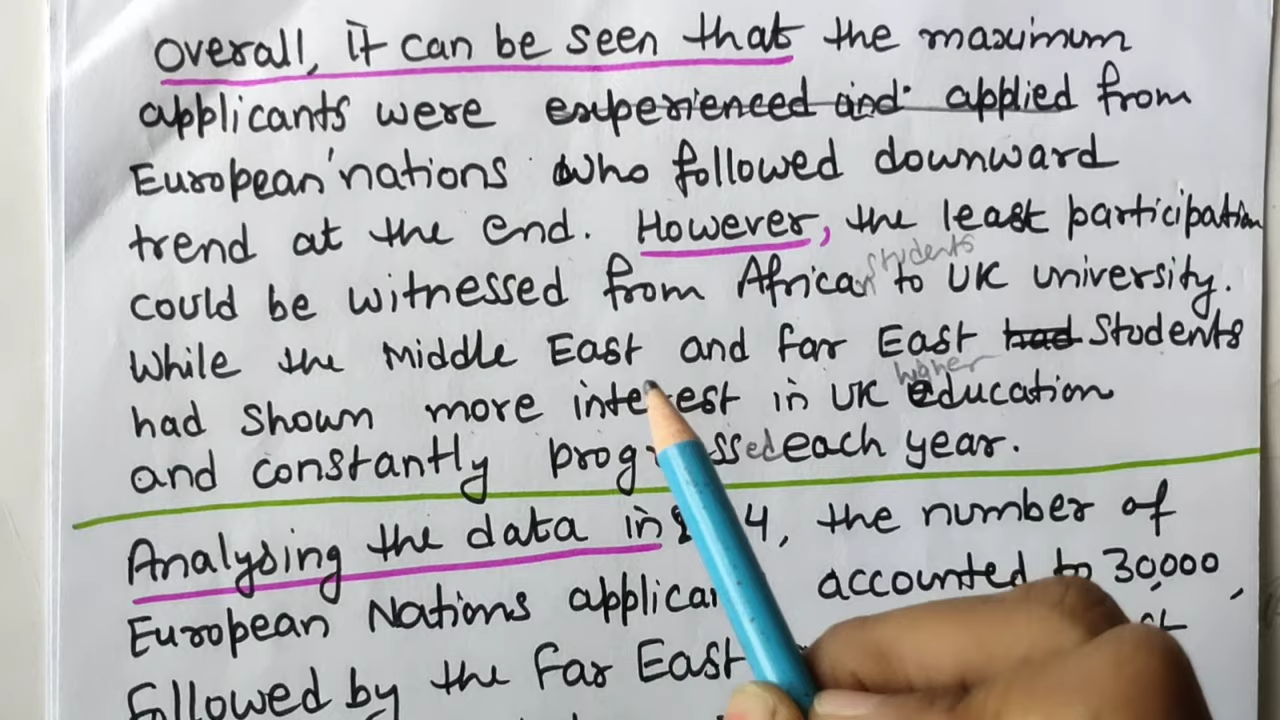 Overall, it can be seen that the maximum
applicants were experienced and applied from
European nations who followed downward
trend at the end. However, the least participation
could be witnessed from African students to UK university.
While the Middle East and far East had Students
had shown more interest in UK higher education
and constantly progressed each year.
Analysing the data in 4, the number of
European Nations accounted to 30,000,
followed by the Far East